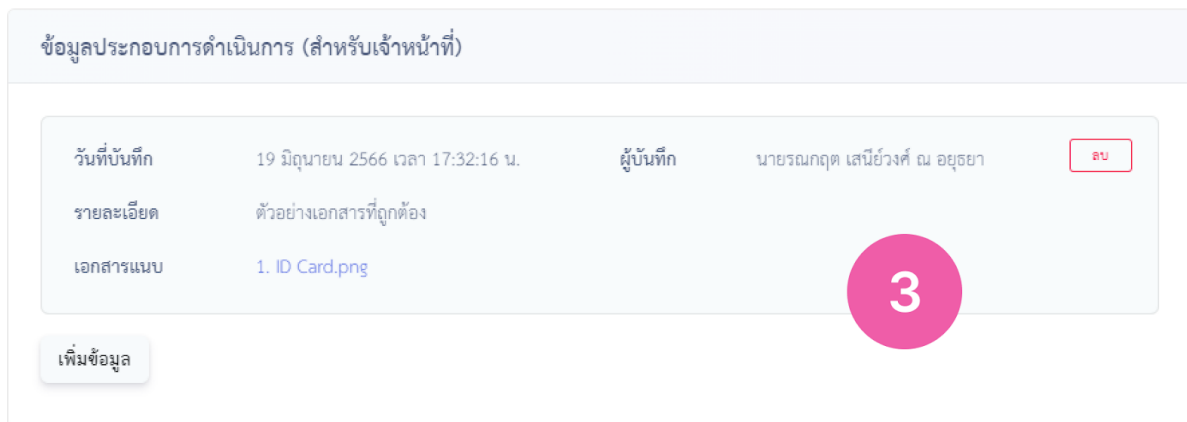 ข้อมูลประกอบการดำเนินการ (สำหรับเจ้าหน้าที่)
วันที่บันทึก 19 มิถุนายน 2566 เวลา 17:32:16 น. ผู้บันทึก นายรณกฤต เสนีย์วงศ์ ณ อยุธยา ลบ
รายละเอียด ตัวอย่างเอกสารที่ถูกต้อง
เอกสารแนบ 1. ID Card.png
3
เพิ่มข้อมูล